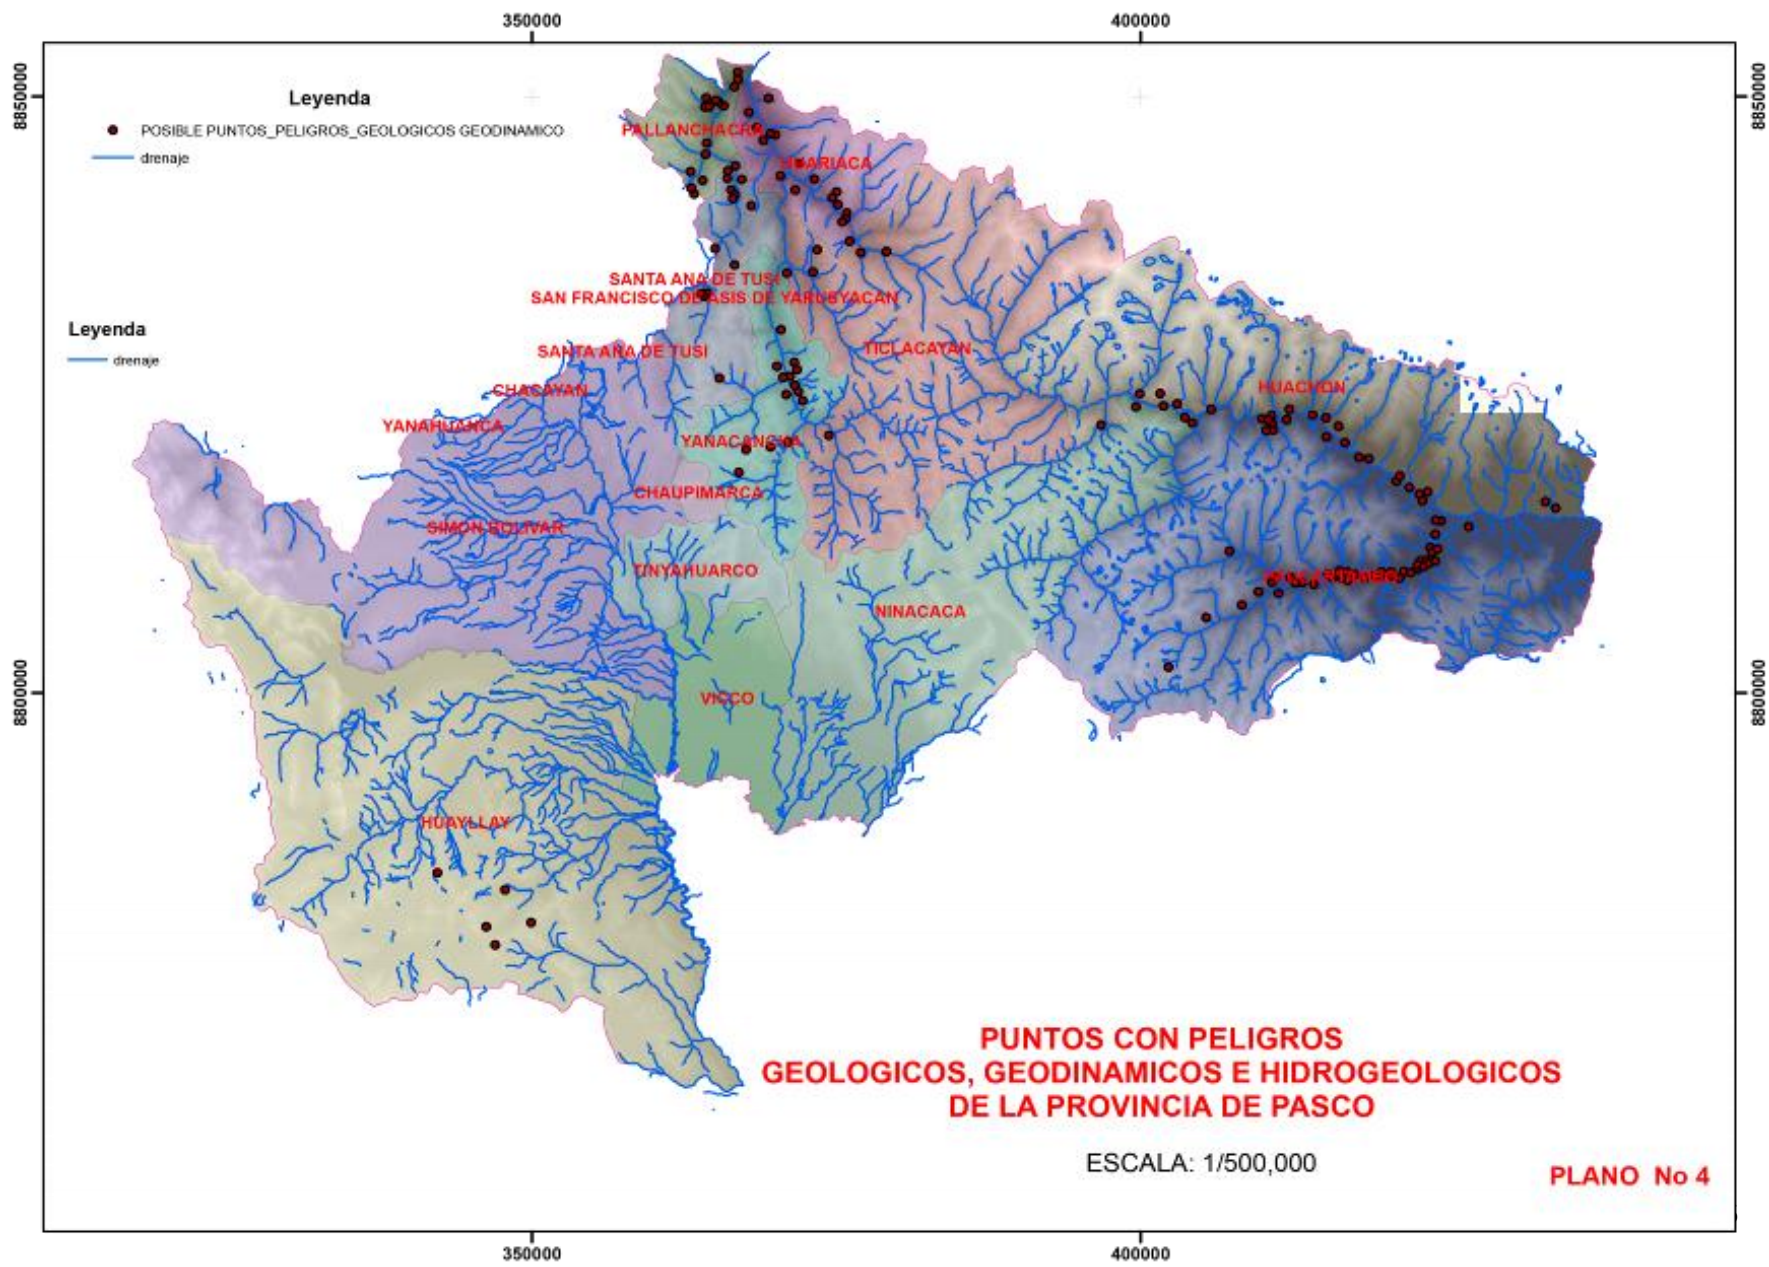 350000
400000
8850000
8850000
Leyenda
POSIBLE PUNTOS_PELIGROS_GEOLOGICOS GEODINAMICO
drenaje
PALLANCHACRA
HUARIACA
SANTA ANA DE TUSI
SAN FRANCISCO DE ASIS DE YARUSYACAN
Leyenda
drenaje
SANTA ANA DE TUSI
TICLACAYAN
CHACAYAN
HUACHON
YANAHUANCA
YANACANCHA
CHAUPIMARCA
SIMON BOLIVAR
TINYAHUARCO
NINACACA
8800000
8800000
VICCO
HUAYLLAY
PUNTOS CON PELIGROS
GEOLOGICOS, GEODINAMICOS E HIDROGEOLOGICOS
DE LA PROVINCIA DE PASCO
ESCALA: 1/500,000
PLANO No 4
350000
400000